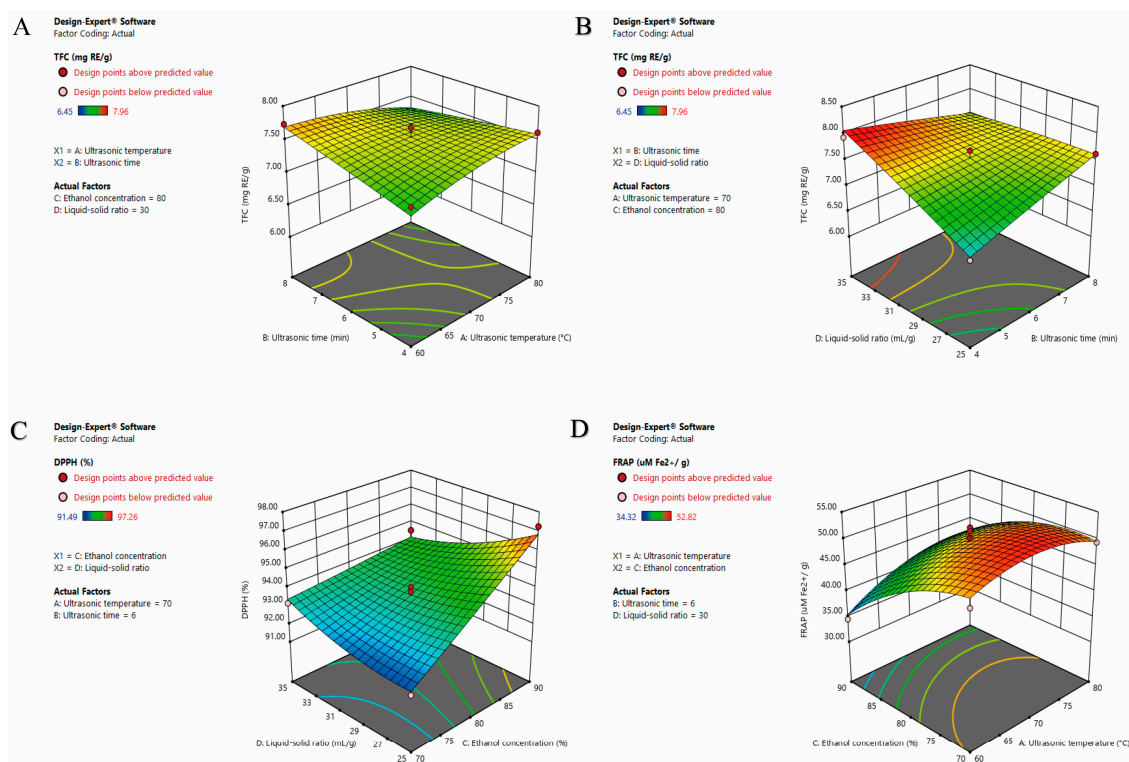 A
Design-Expert® Software
Factor Coding: Actual
TFC (mg RE/g)
Design points above predicted value
Design points below predicted value
6.45 7.96
X1 = A: Ultrasonic temperature
X2 = B: Ultrasonic time
Actual Factors
C: Ethanol concentration = 80
D: Liquid-solid ratio = 30
8.00
7.50
7.00
6.50
6.00
TFC (mg RE/g)
8
7
6
5
4
B: Ultrasonic time (min)
60
65
70
75
80
A: Ultrasonic temperature (°C)
B
Design-Expert® Software
Factor Coding: Actual
TFC (mg RE/g)
Design points above predicted value
Design points below predicted value
6.45 7.96
X1 = B: Ultrasonic time
X2 = D: Liquid-solid ratio
Actual Factors
A: Ultrasonic temperature = 70
C: Ethanol concentration = 80
8.50
8.00
7.50
7.00
6.50
6.00
TFC (mg RE/g)
35
33
31
29
27
25
D: Liquid-solid ratio (mL/g)
4
5
6
7
8
B: Ultrasonic time (min)
C
Design-Expert® Software
Factor Coding: Actual
DPPH (%)
Design points above predicted value
Design points below predicted value
91.49 97.26
X1 = C: Ethanol concentration
X2 = D: Liquid-solid ratio
Actual Factors
A: Ultrasonic temperature = 70
B: Ultrasonic time = 6
98.00
97.00
96.00
95.00
94.00
93.00
92.00
91.00
DPPH (%)
35
33
31
29
27
25
D: Liquid-solid ratio (mL/g)
70
75
80
85
90
C: Ethanol concentration (%)
D
Design-Expert® Software
Factor Coding: Actual
FRAP (uM Fe2+/ g)
Design points above predicted value
Design points below predicted value
34.32 52.82
X1 = A: Ultrasonic temperature
X2 = C: Ethanol concentration
Actual Factors
B: Ultrasonic time = 6
D: Liquid-solid ratio = 30
55.00
50.00
45.00
40.00
35.00
30.00
FRAP (uM Fe2+/ g)
90
85
80
75
70
C: Ethanol concentration (%)
60
65
70
75
80
A: Ultrasonic temperature (°C)